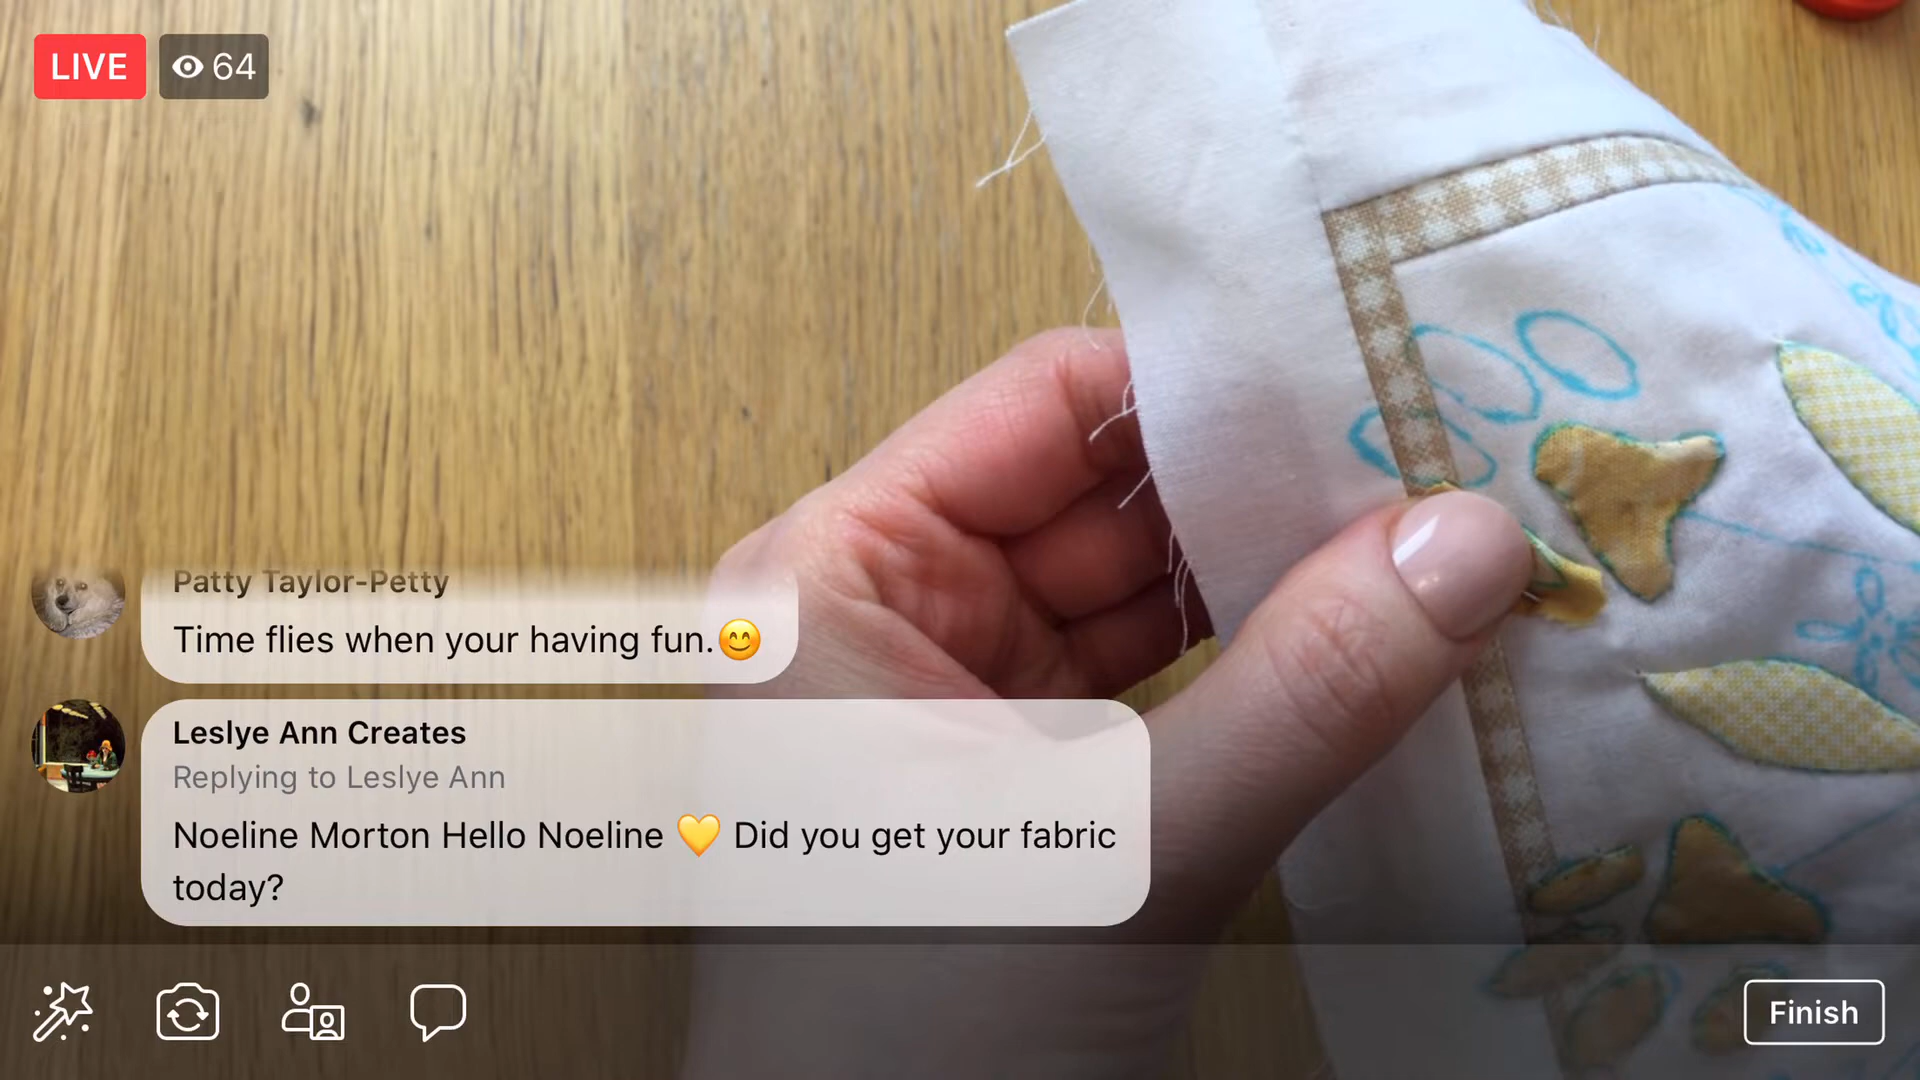 LIVE
64
Patty Taylor-Petty
Time flies when your having fun.😊
Leslye Ann Creates
Replying to Leslye Ann
Noeline Morton Hello Noeline 💛 Did you get your fabric
today?
Finish